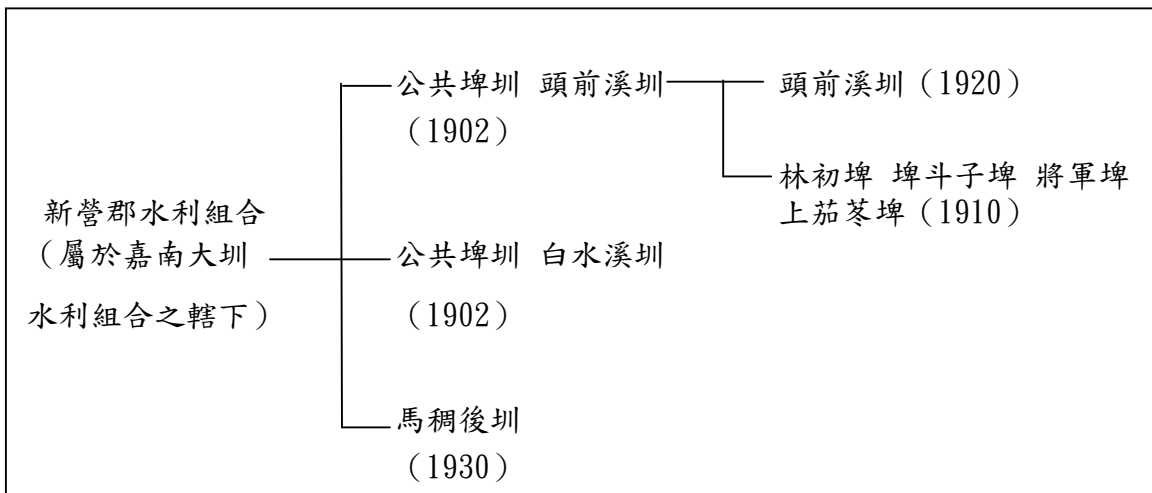 新營郡水利組合
(屬於嘉南大圳
水利組合之轄下)
公共埤圳 頭前溪圳
(1902)
頭前溪圳(1920)
林初埤 埤斗子埤 將軍埤
上茄苳埤(1910)
公共埤圳 白水溪圳
(1902)
馬稠後圳
(1930)